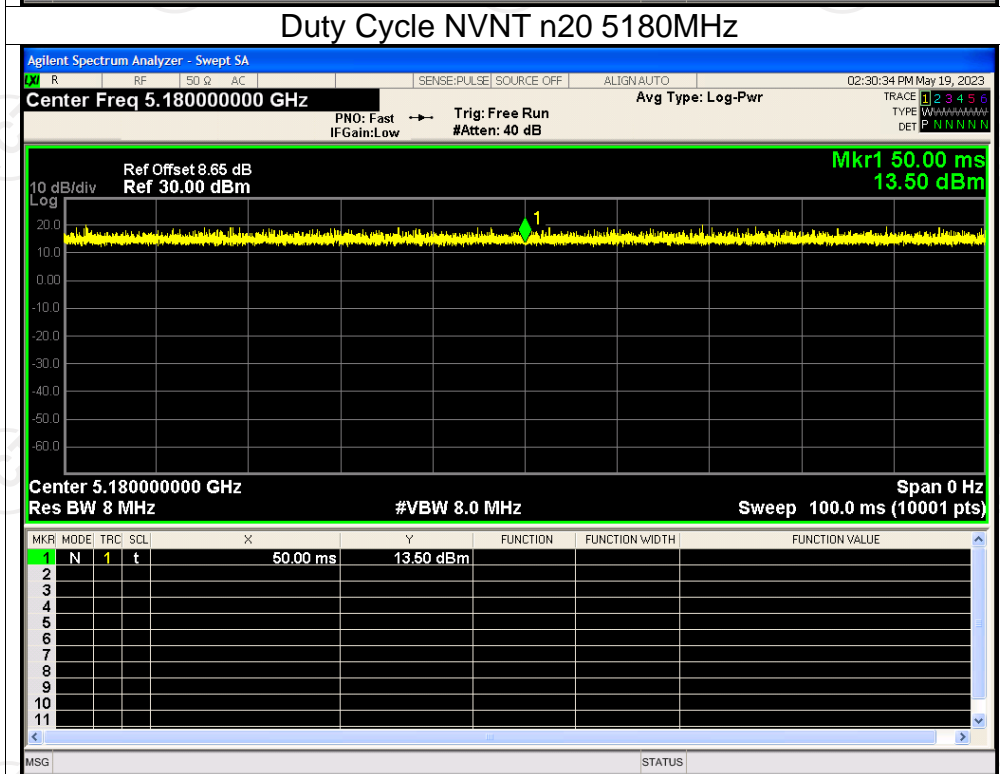 Duty Cycle NVNT n20 5180MHz
Agilent Spectrum Analyzer - Swept SA
LXI R RF 50 Ω AC SENSE:PULSE SOURCE OFF ALIGN AUTO 02:30:34 PM May 19, 2023
Center Freq 5.180000000 GHz Avg Type: Log-Pwr TRACE 1 2 3 4 5 6
PNO: Fast Trig: Free Run TYPE WWWWWW
IFGain:Low #Atten: 40 dB DET P N N N N N
Mkr1 50.00 ms
Ref Offset 8.65 dB
10 dB/div Ref 30.00 dBm 13.50 dBm
Log
1
20.0
10.0
0.00
-10.0
-20.0
-30.0
-40.0
-50.0
-60.0
Center 5.180000000 GHz Span 0 Hz
Res BW 8 MHz #VBW 8.0 MHz Sweep 100.0 ms (10001 pts)
MKR MODE TRC SCL X Y FUNCTION FUNCTION WIDTH FUNCTION VALUE
1 N 1 t 50.00 ms 13.50 dBm
2
3
4
5
6
7
8
9
10
11
MSG STATUS